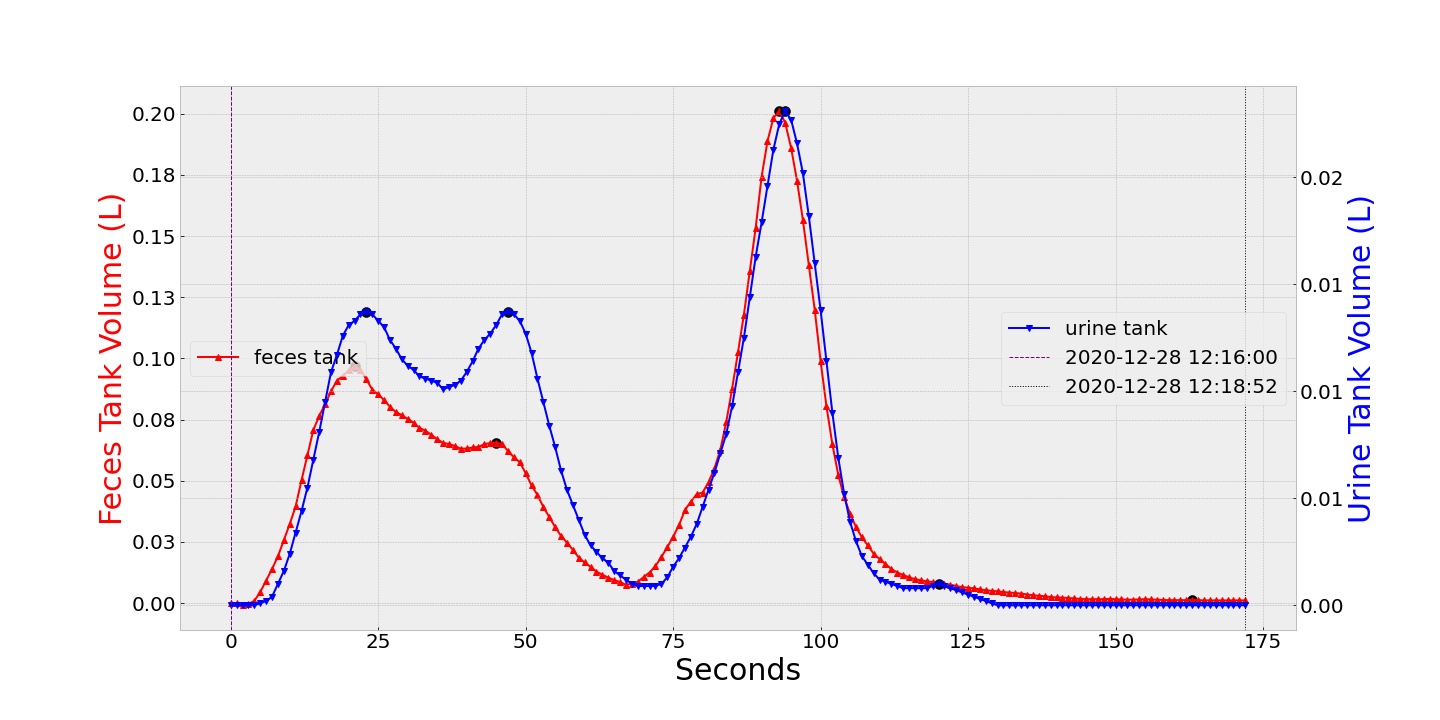 Feces Tank Volume (L)
0.20
0.18
0.15
0.13
0.10
0.08
0.05
0.03
0.00
feces tank
0.02
0.01
0.01
0.01
0.00
Urine Tank Volume (L)
urine tank
2020-12-28 12:16:00
2020-12-28 12:18:52
0 25 50 75 100 125 150 175
Seconds